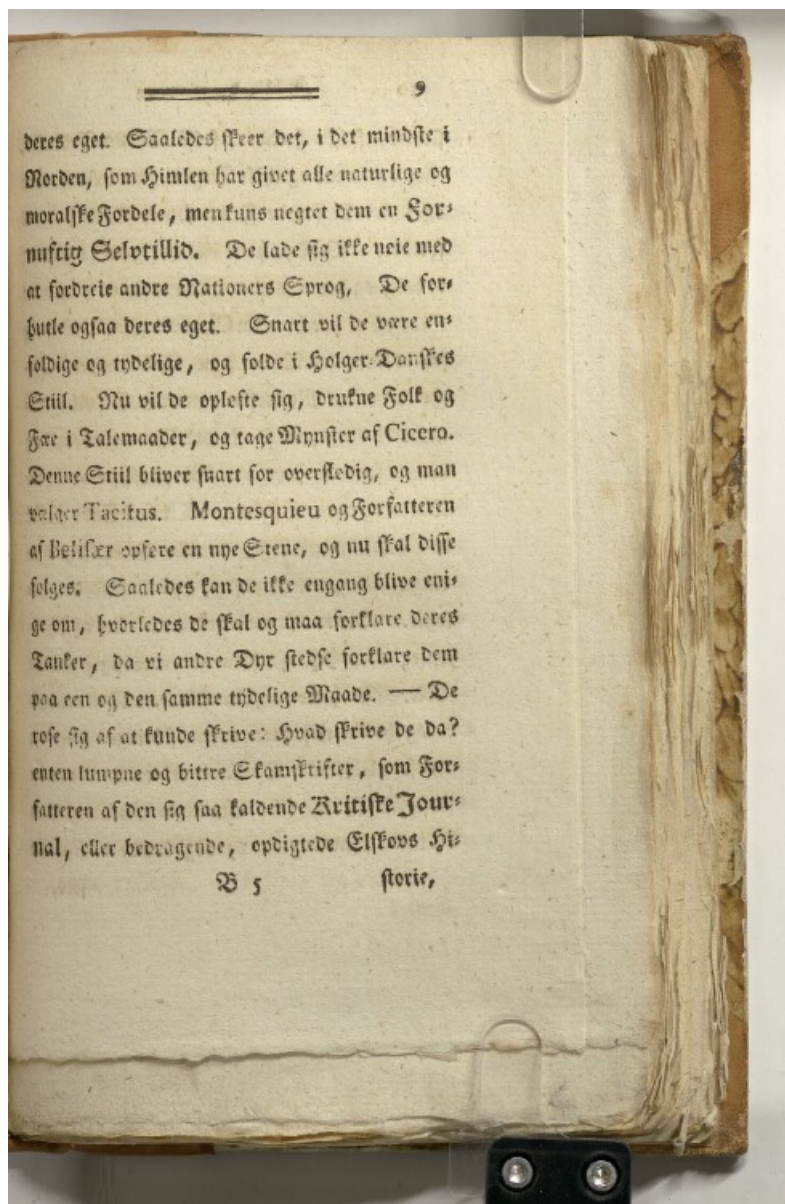 9
deres eget. Saaledes skeer det, i det mindste i
Norden, som Himlen har givet alle naturlige og
moralske Fordele, men kuns negtet dem en For⸗
nuftig Selvtillid. De lade sig ikke nøie med
at fordreie andre Nationers Sprog, De for⸗
hutle ogsaa deres eget. Snart vil de være en⸗
foldige og tydelige, og folde i Holger Danskes
Stiil. Nu vil de opløfte sig, drukne Folk og
Fæe i Talemaader, og tage Mynster af Cicero.
Denne Stiil bliver snart for overflødig, og man
vælger Tacitus. Montesquieu og Forfatteren
af Belisær opføre en nye Stene, og nu skal disse
følges. Saaledes kan de ikke engang blive eni⸗
ge om, hvorledes de skal og maa forklare deres
Tanker, da vi andre Dyr stedse forklare dem
paa een og den samme tydelige Maade. — De
rose sig af at kunde skrive: Hvad skrive de da?
enten lumpne og bittre Skamskrifter, som For⸗
fatteren af den sig saa kaldende Kritiske Jour⸗
nal, eller bedragende, opdigtede Elskovs Hi⸗
B 5 storie,